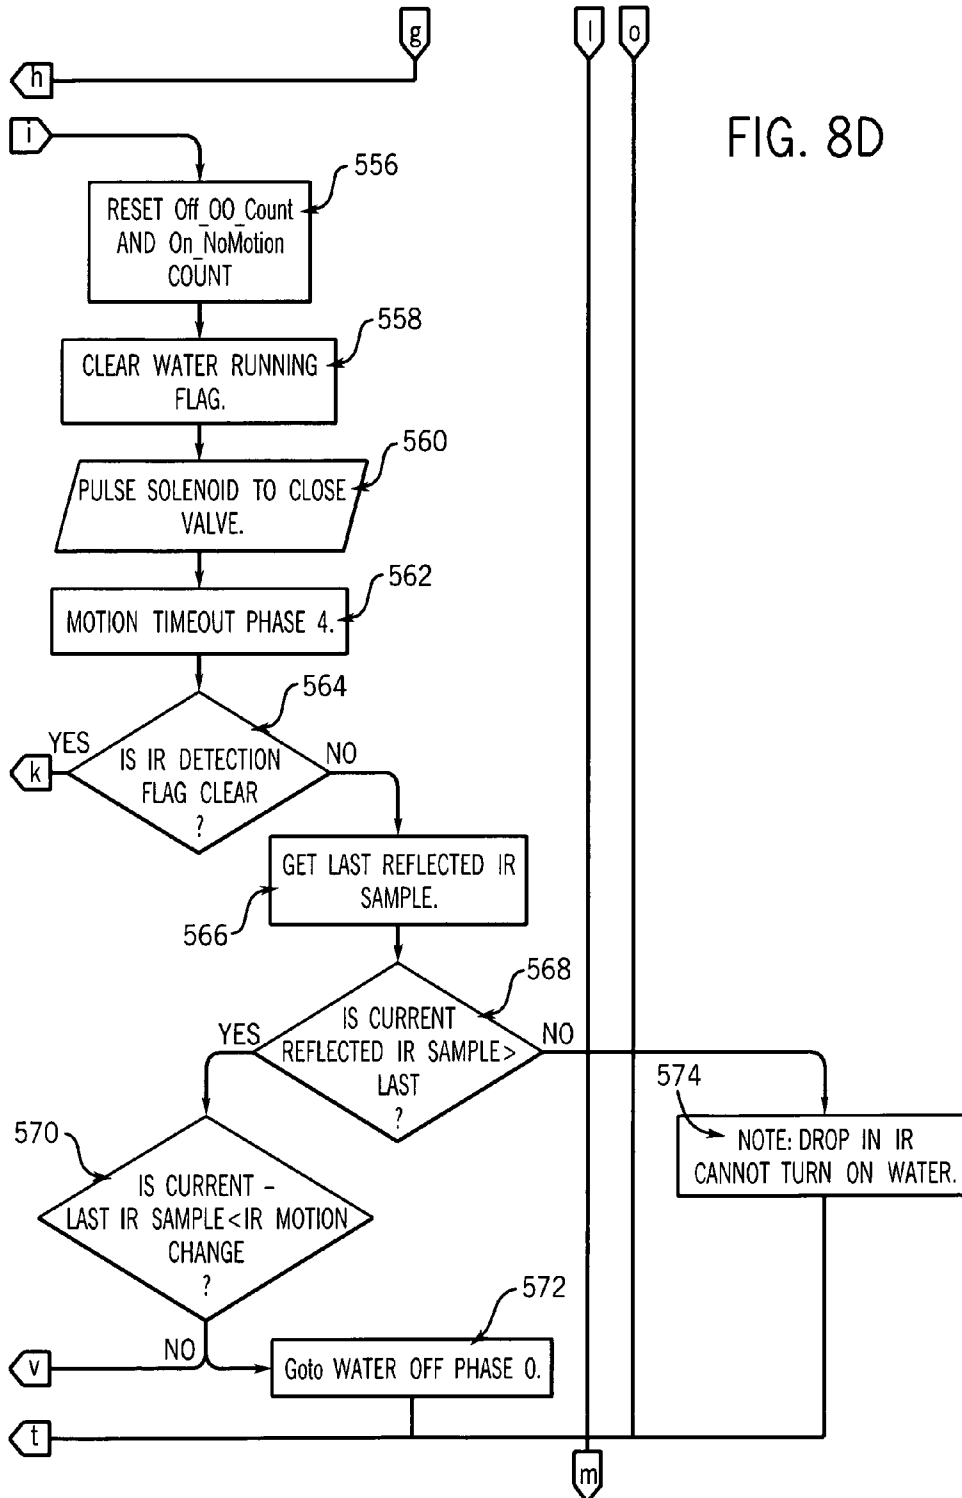 g
l
o
h
i
FIG. 8D
556
RESET Off_OO_Count
AND On_NoMotion
COUNT
558
CLEAR WATER RUNNING
FLAG.
560
PULSE SOLENOID TO CLOSE
VALVE.
562
MOTION TIMEOUT PHASE 4.
564
YES
NO
k
IS IR DETECTION
FLAG CLEAR
?
GET LAST REFLECTED IR
SAMPLE.
566
568
IS CURRENT
REFLECTED IR SAMPLE>
LAST
?
YES
NO
574
NOTE: DROP IN IR
CANNOT TURN ON WATER.
570
IS CURRENT –
LAST IR SAMPLE<IR MOTION
CHANGE
?
572
NO
v
Goto WATER OFF PHASE 0.
t
m